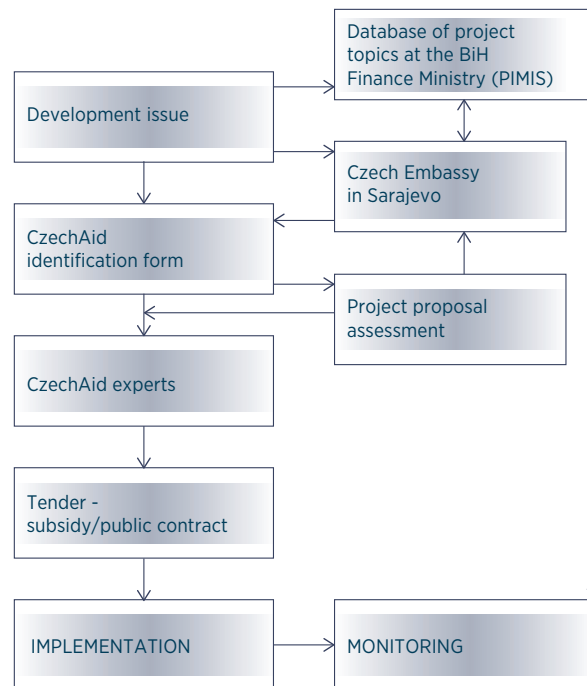 Database of project
topics at the BiH
Finance Ministry (PIMIS)
Development issue
Czech Embassy
in Sarajevo
CzechAid
identification form
Project proposal
assessment
CzechAid experts
Tender -
subsidy/public contract
IMPLEMENTATION
MONITORING